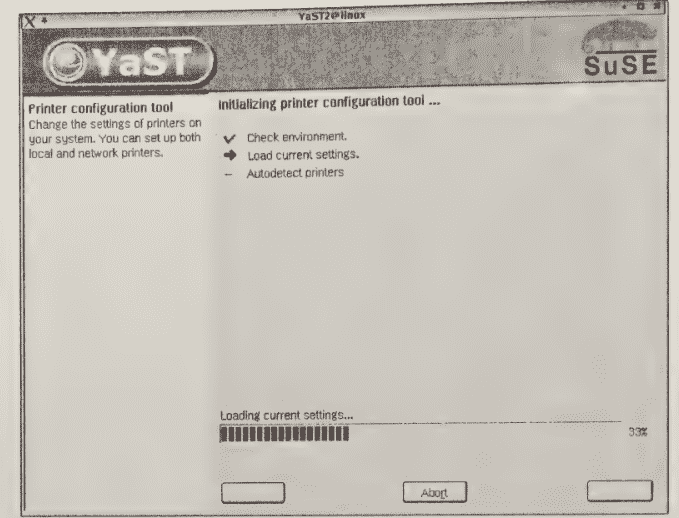 YaST2@linux
YaST
SuSE
Printer configuration tool
Change the settings of printers on
your system. You can set up both
local and network printers.
Initializing printer configuration tool ...
Check environment.
Load current settings.
Autodetect printers
Loading current settings...
33%
Abort